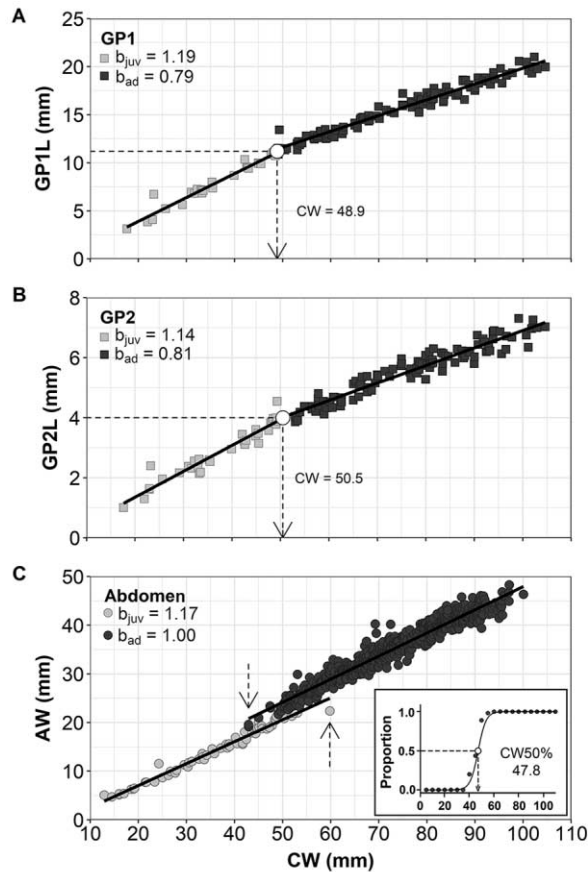 A
GP1
b_juv = 1.19
b_ad = 0.79
GP1L (mm)
25
20
15
10
5
0
CW = 48.9
B
GP2
b_juv = 1.14
b_ad = 0.81
GP2L (mm)
8
6
4
2
0
CW = 50.5
C
Abdomen
b_juv = 1.17
b_ad = 1.00
AW (mm)
50
40
30
20
10
0
Proportion
1.0
0.5
0.0
CW50%
47.8
0 20 40 60 80 100
10 20 30 40 50 60 70 80 90 100 110
CW (mm)